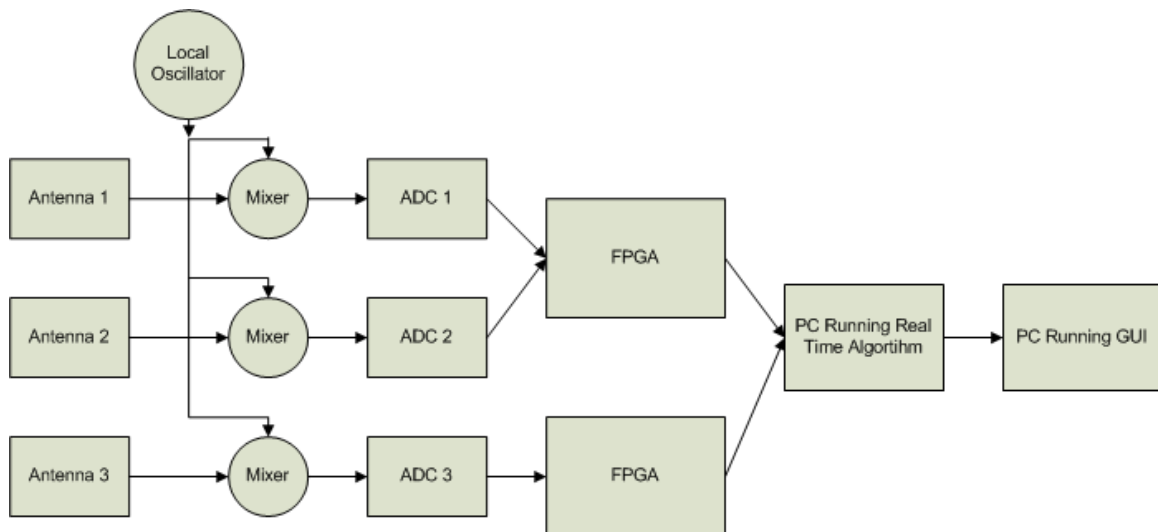 Local
Oscillator
Antenna 1
Mixer
ADC 1
FPGA
Antenna 2
Mixer
ADC 2
PC Running Real
Time Algortihm
PC Running GUI
Antenna 3
Mixer
ADC 3
FPGA